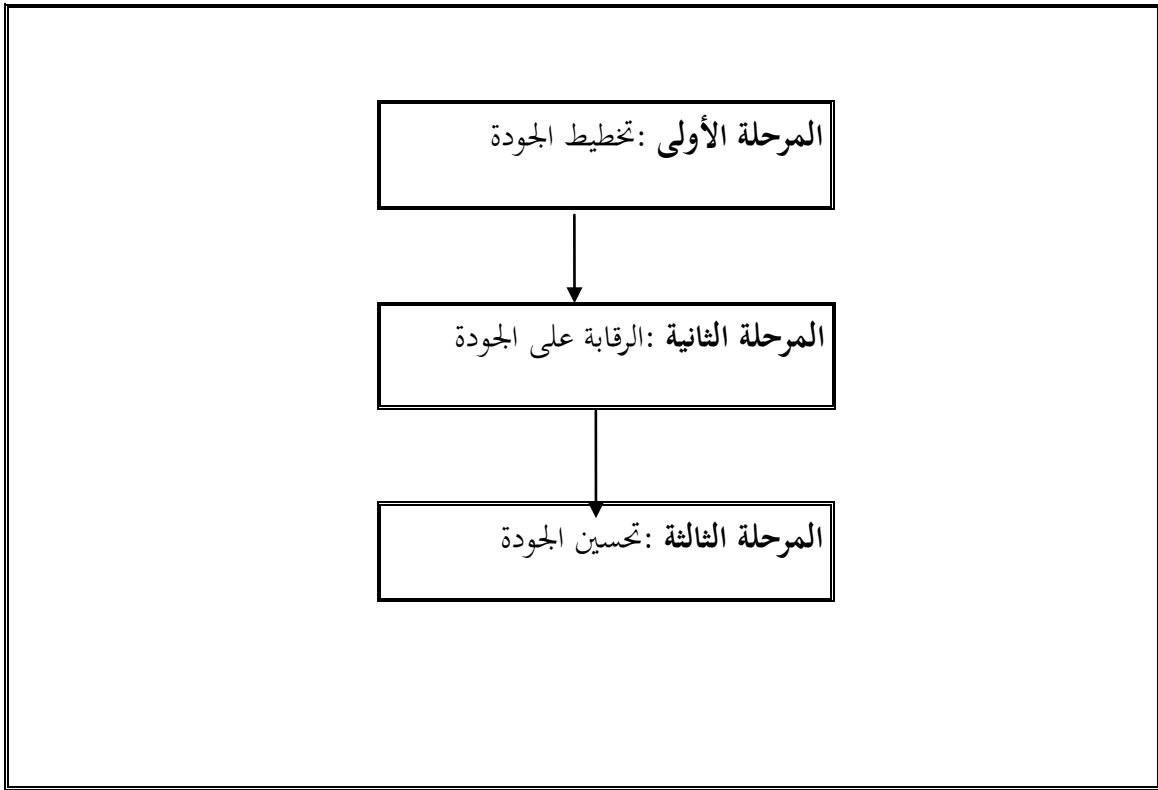 المرحلة الأولى :تخطيط الجودة
المرحلة الثانية :الرقابة على الجودة
المرحلة الثالثة :تحسين الجودة